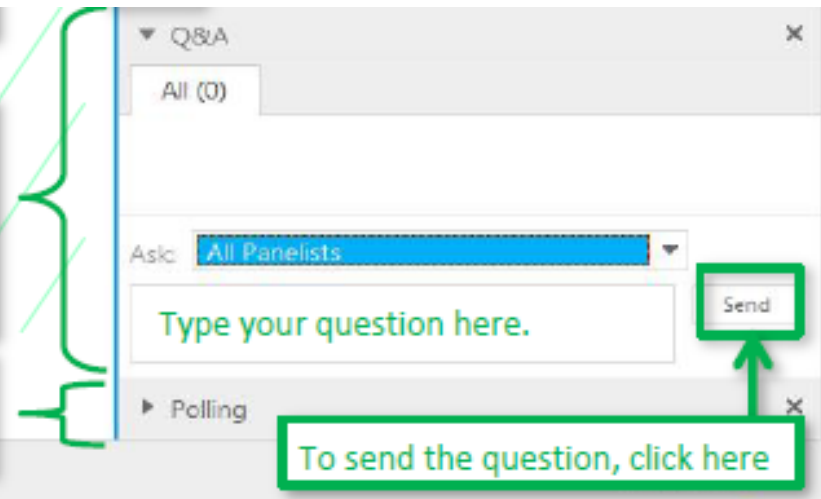 Q&A
All (0)
Ask: All Panelists
Send
Type your question here.
Polling
To send the question, click here